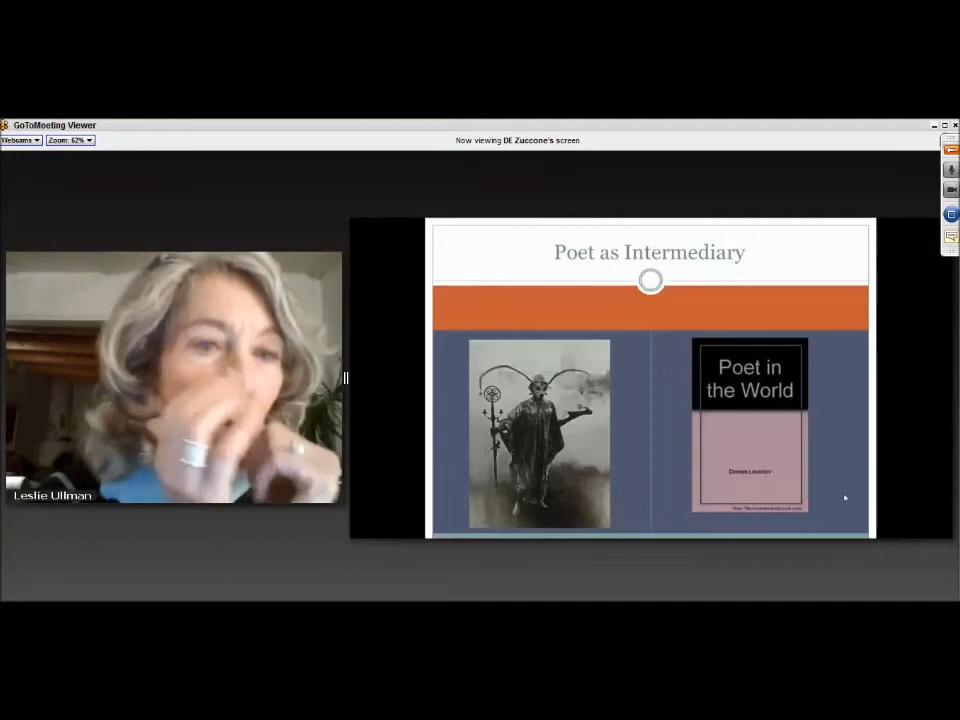 GoToMeeting Viewer
Webcams
Zoom: 62%
Now viewing DE Zuccone's screen
Poet as Intermediary
Poet in
the World
Denise Levertov
Leslie Ullman